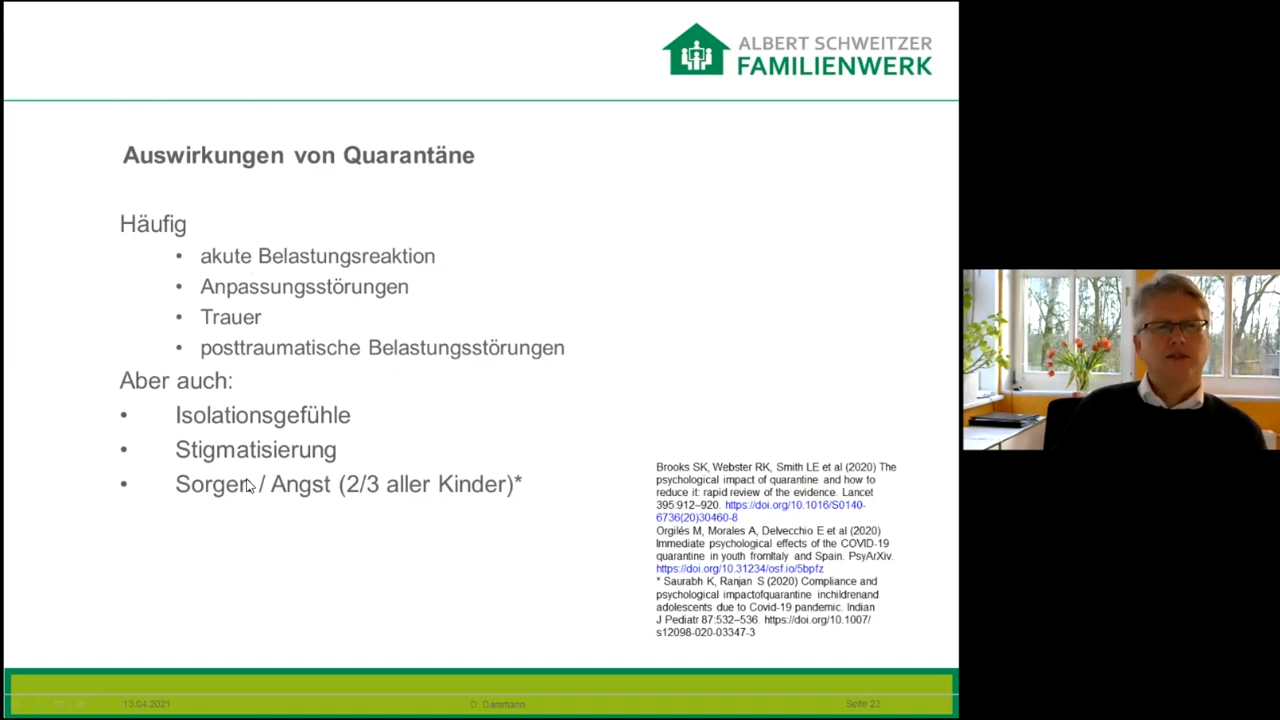 ALBERT SCHWEITZER
FAMILIENWERK
Auswirkungen von Quarantäne
Häufig
• akute Belastungsreaktion
• Anpassungsstörungen
• Trauer
• posttraumatische Belastungsstörungen
Aber auch:
• Isolationsgefühle
• Stigmatisierung
• Sorgen / Angst (2/3 aller Kinder)*
Brooks SK, Webster RK, Smith LE et al (2020) The
psychological impact of quarantine and how to
reduce it: rapid review of the evidence. Lancet
395:912–920. https://doi.org/10.1016/S0140-
6736(20)30460-8
Orgilés M, Morales A, Delvecchio E et al (2020)
Immediate psychological effects of the COVID-19
quarantine in youth fromItaly and Spain. PsyArXiv.
https://doi.org/10.31234/osf.io/5bpfz
* Saurabh K, Ranjan S (2020) Compliance and
psychological impactofquarantine inchildrenand
adolescents due to Covid-19 pandemic. Indian
J Pediatr 87:532–536. https://doi.org/10.1007/
s12098-020-03347-3
13.04.2021 D. Dammann Seite 23